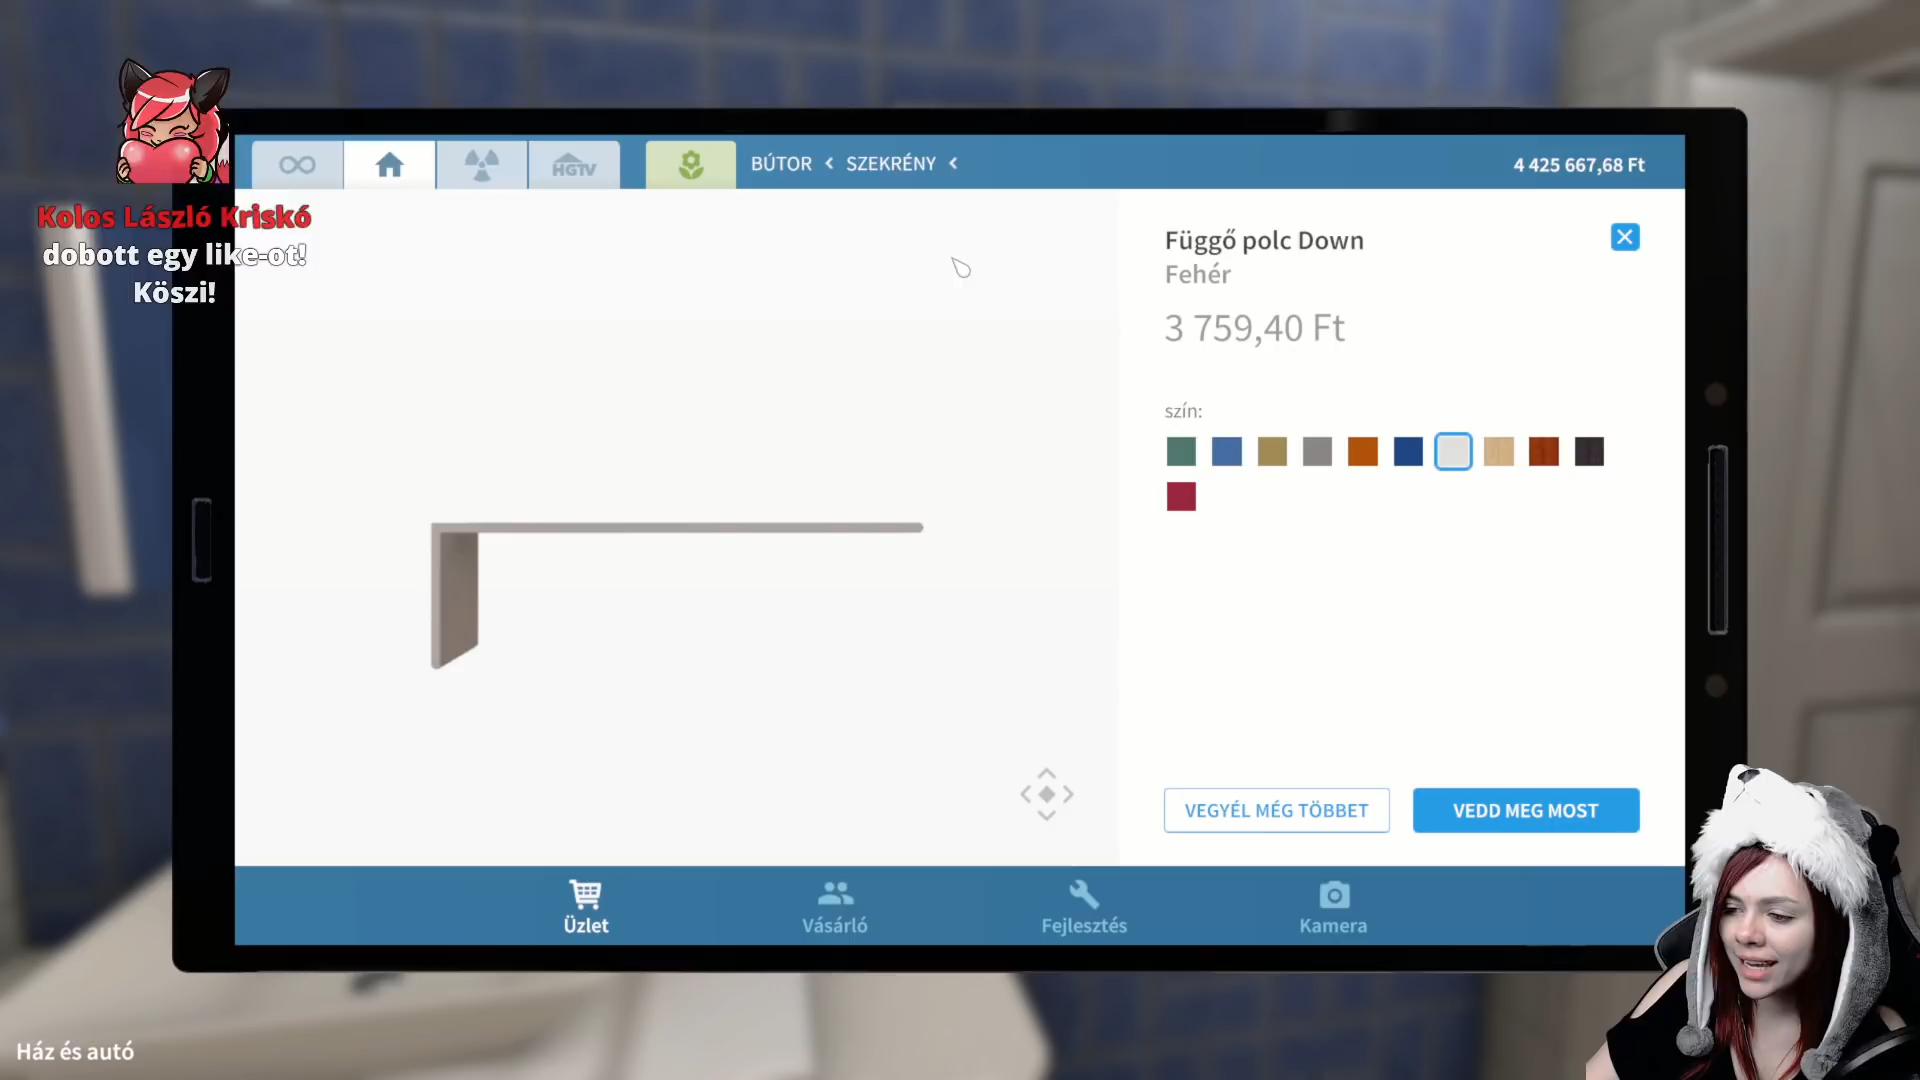 HGTV
BÚTOR < SZEKRÉNY <
4 425 667,68 Ft
Kolos László Kriskó
dobott egy like-ot!
Köszi!
Függő polc Down
Fehér
3 759,40 Ft
szín:
VEGYÉL MÉG TÖBBET
VEDD MEG MOST
Üzlet
Vásárló
Fejlesztés
Kamera
Ház és autó